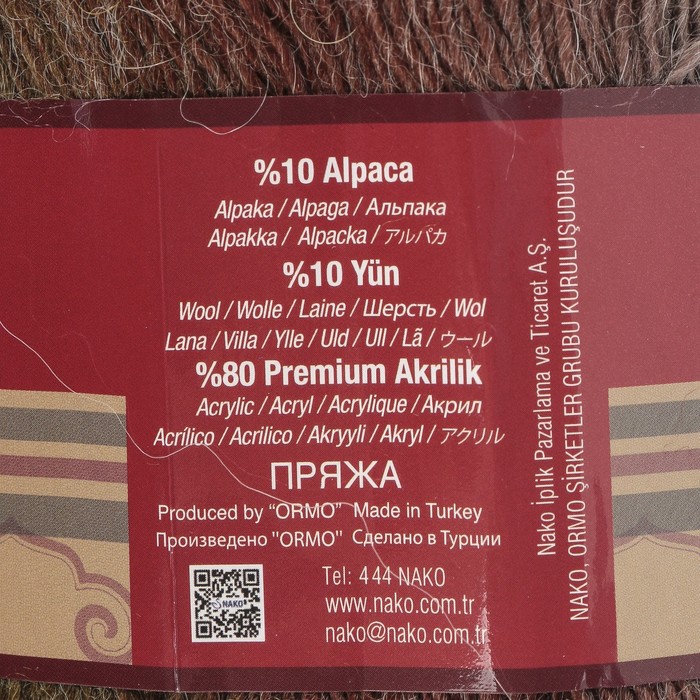 %10 Alpaca
Alpaka / Alpaga / Альпака
Alpakka / Alpacka / アルパカ
%10 Yün
Wool / Wolle / Laine / Шерсть / Wol
Lana / Villa / Ylle / Uld / Ull / Lã / ウール
%80 Premium Akrilik
Acrylic / Acryl / Acrylique / Акрил
Acrílico / Acrilico / Akryyli / Akryl / アクリル
ПРЯЖА
Produced by “ORMO” Made in Turkey
Произведено "ORMO" Сделано в Турции
NAKO
Tel: 444 NAKO
www.nako.com.tr
nako@nako.com.tr
Nako İplik Pazarlama ve Ticaret A.Ş.
NAKO, ORMO ŞİRKETLER GRUBU KURULUŞUDUR